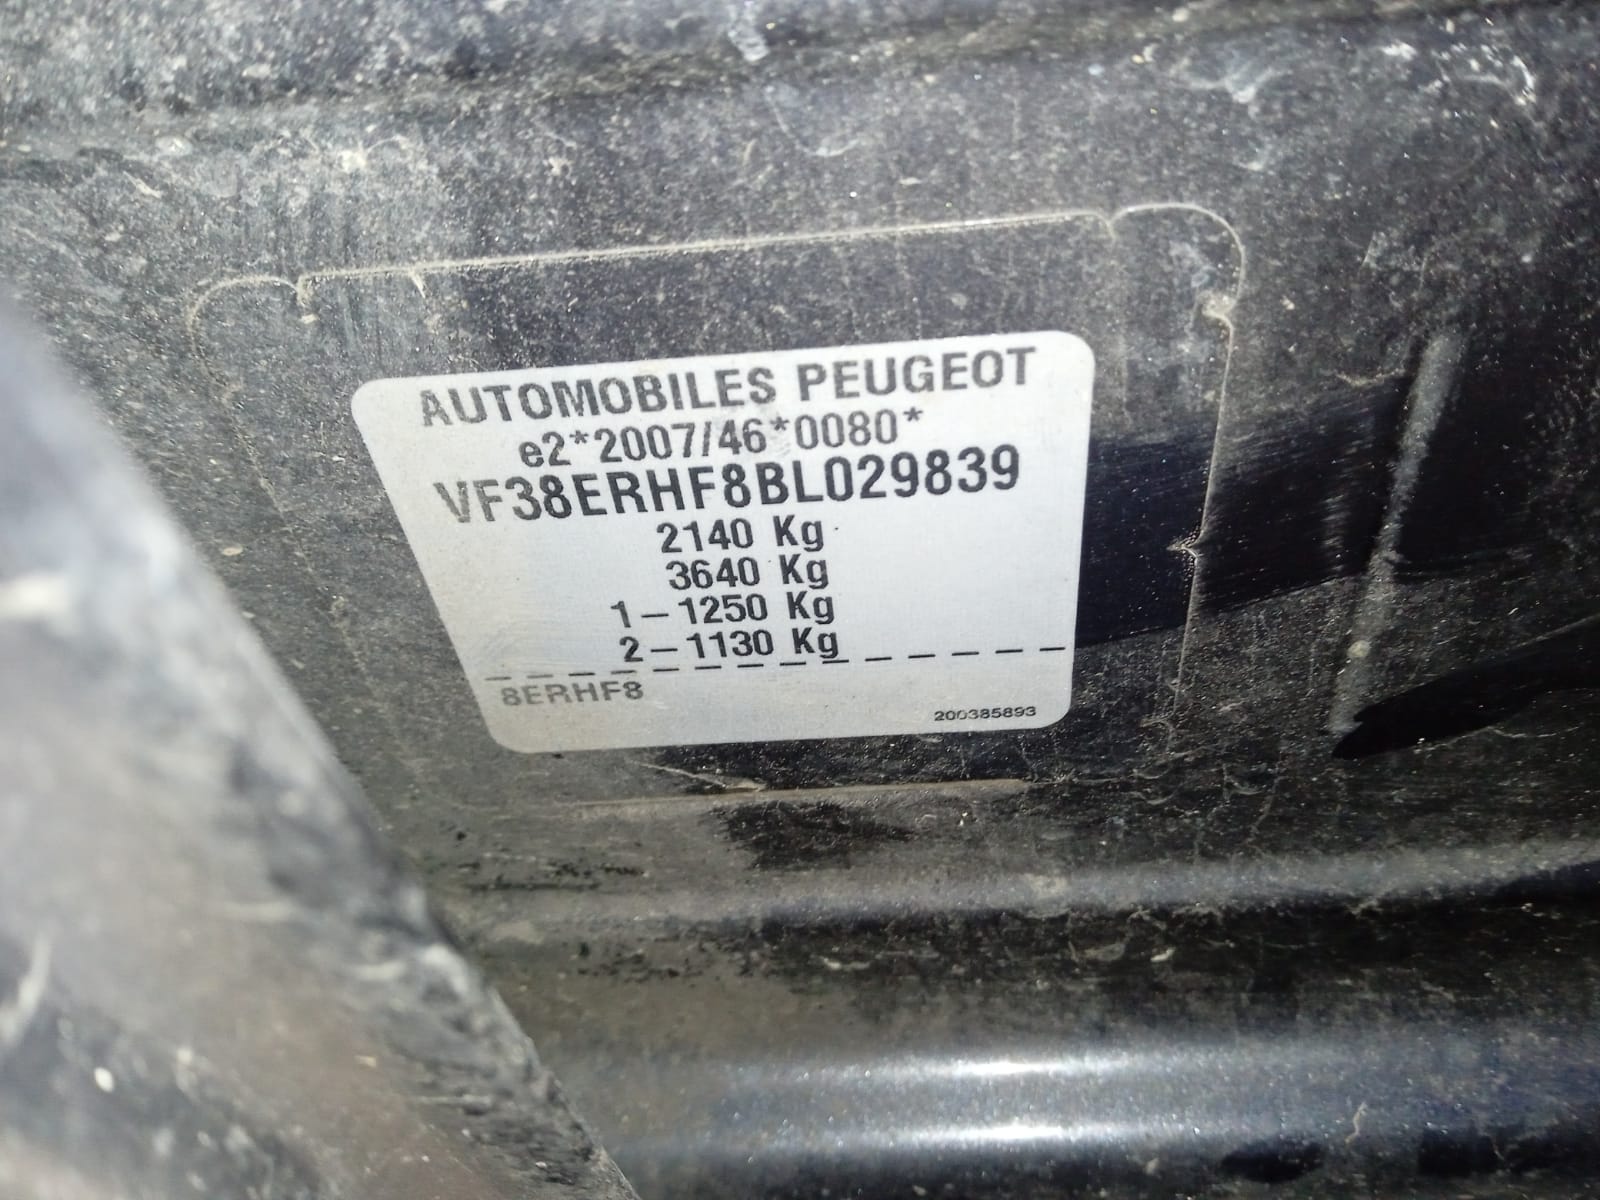 AUTOMOBILES PEUGEOT
e2*2007/46*0080*
VF38ERHF8BL029839
2140 Kg
3640 Kg
1-1250 Kg
2-1130 Kg
8ERHF8
200385893